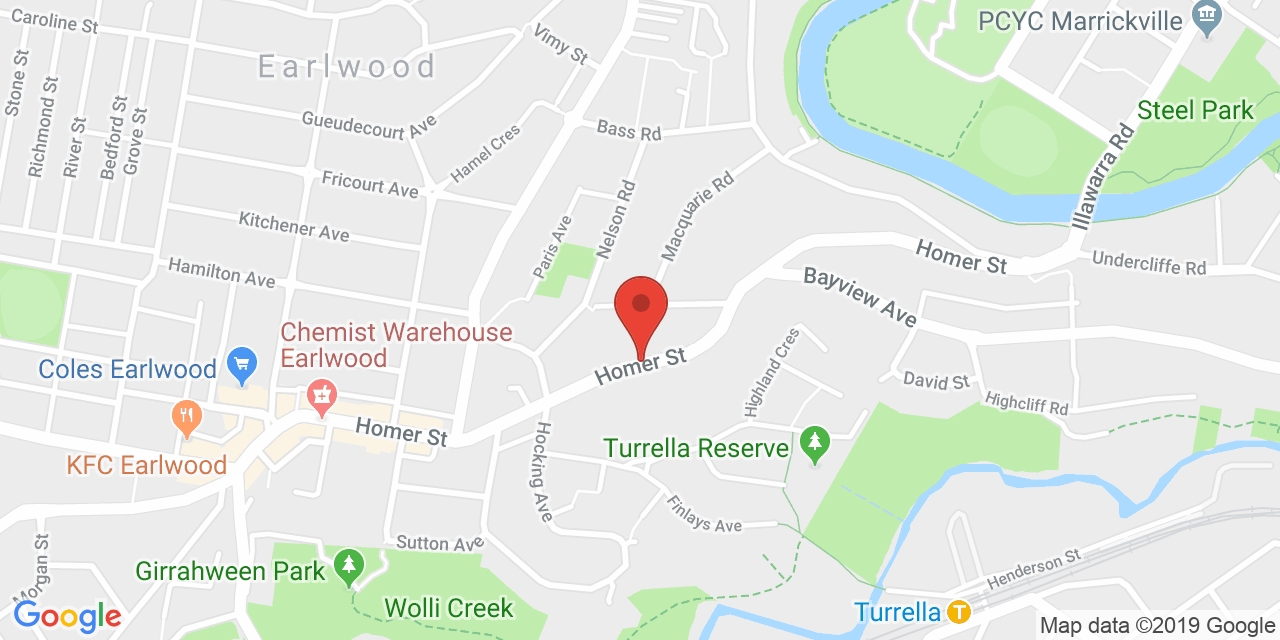 Caroline St
Stone St
Richmond St
River St
Bedford St
Grove St
Earlwood
Vimy St
PCYC Marrickville
Steel Park
Gueudecourt Ave
Hamel Cres
Bass Rd
Illawarra Rd
Fricourt Ave
Kitchener Ave
Paris Ave
Nelson Rd
Macquarie Rd
Hamilton Ave
Homer St
Undercliffe Rd
Bayview Ave
Chemist Warehouse
Earlwood
Coles Earlwood
Homer St
Highland Cres
David St
Highcliff Rd
Homer St
KFC Earlwood
Hocking Ave
Turrella Reserve
Finlays Ave
Morgan St
Sutton Ave
Girrahween Park
Wolli Creek
Henderson St
Turrella
T
Google
Map data ©2019 Google